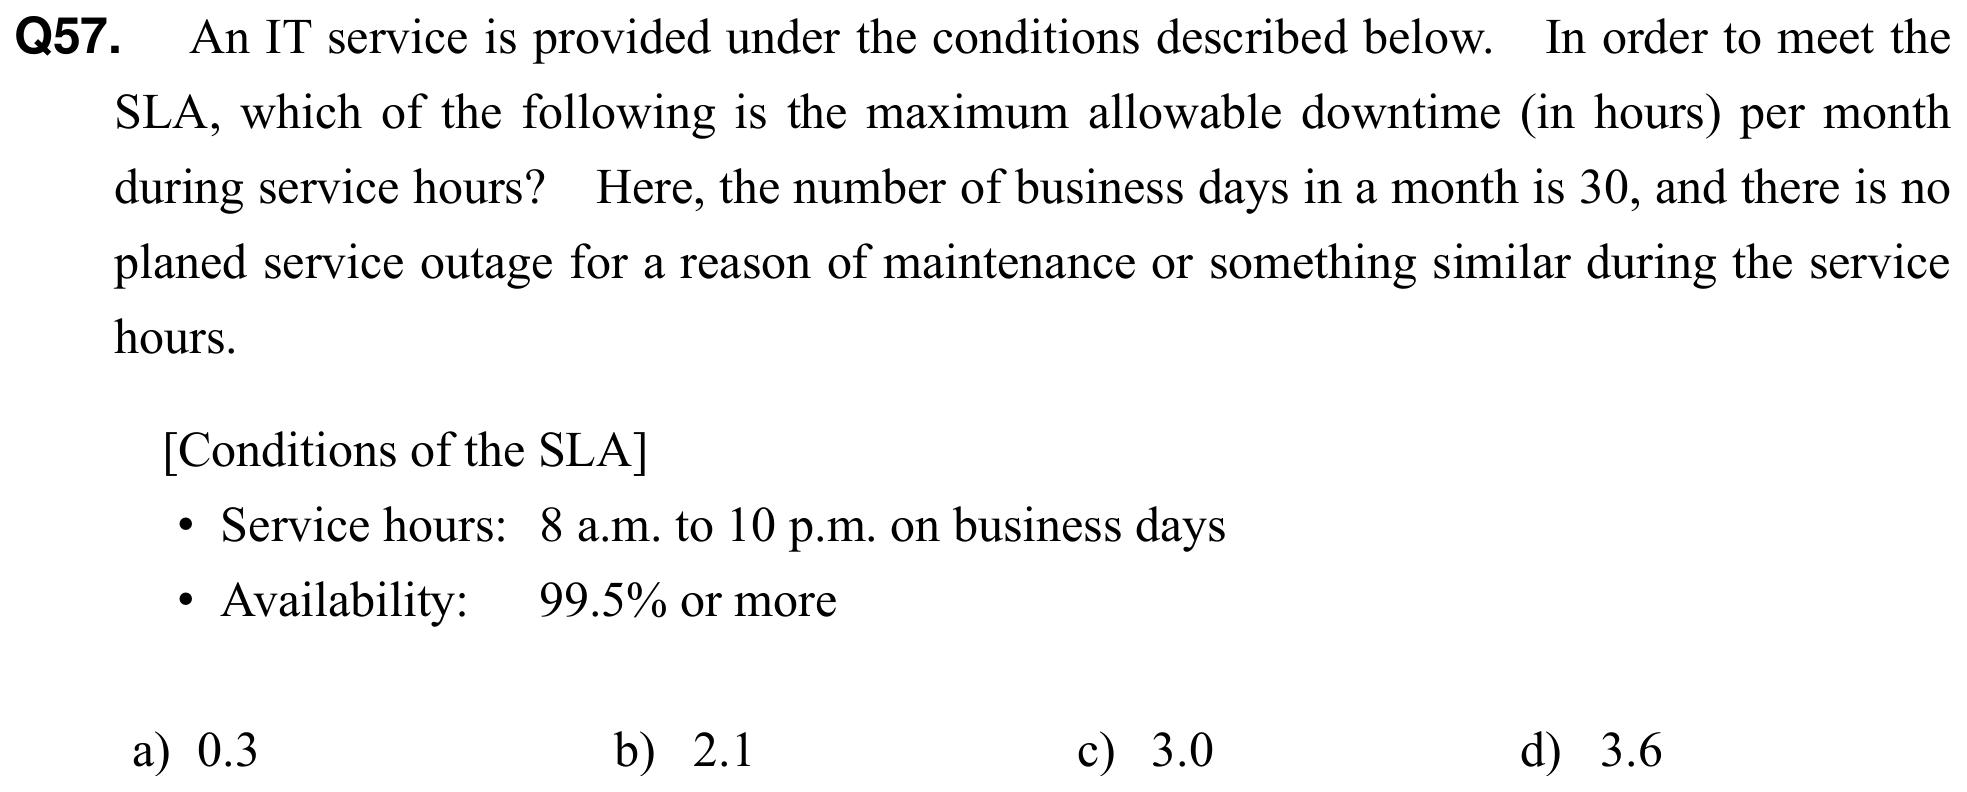 Q57. An IT service is provided under the conditions described below. In order to meet the
SLA, which of the following is the maximum allowable downtime (in hours) per month
during service hours? Here, the number of business days in a month is 30, and there is no
planed service outage for a reason of maintenance or something similar during the service
hours.
[Conditions of the SLA]
• Service hours: 8 a.m. to 10 p.m. on business days
• Availability: 99.5% or more
a) 0.3 b) 2.1 c) 3.0 d) 3.6